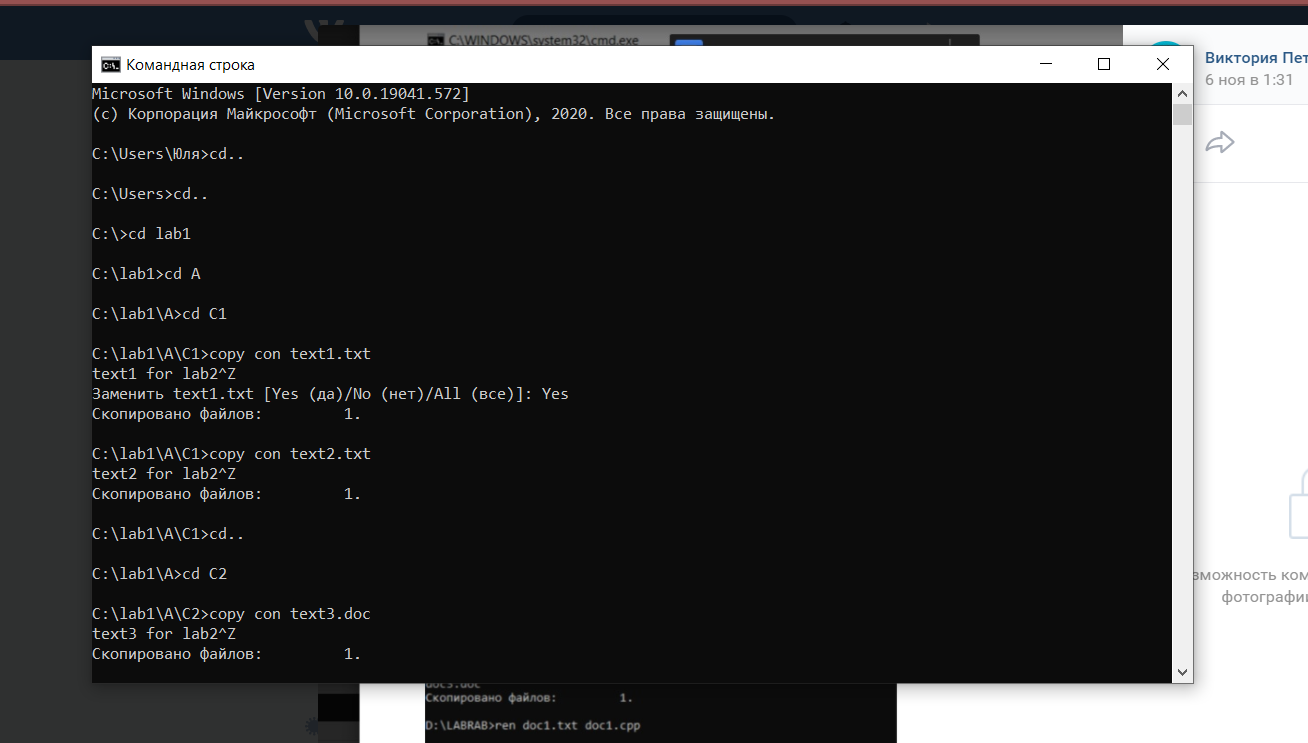 C:\WINDOWS\system32\cmd.exe
Командная строка
Microsoft Windows [Version 10.0.19041.572]
(c) Корпорация Майкрософт (Microsoft Corporation), 2020. Все права защищены.
C:\Users\Юля>cd..
C:\Users>cd..
C:\>cd lab1
C:\lab1>cd A
C:\lab1\A>cd C1
C:\lab1\A\C1>copy con text1.txt
text1 for lab2^Z
Заменить text1.txt [Yes (да)/No (нет)/All (все)]: Yes
Скопировано файлов:         1.
C:\lab1\A\C1>copy con text2.txt
text2 for lab2^Z
Скопировано файлов:         1.
C:\lab1\A\C1>cd..
C:\lab1\A>cd C2
C:\lab1\A\C2>copy con text3.doc
text3 for lab2^Z
Скопировано файлов:         1.
doc3.doc
Скопировано файлов:         1.
D:\LABRAB>ren doc1.txt doc1.cpp
Виктория Пет
6 ноя в 1:31
зможность ком
фотографии